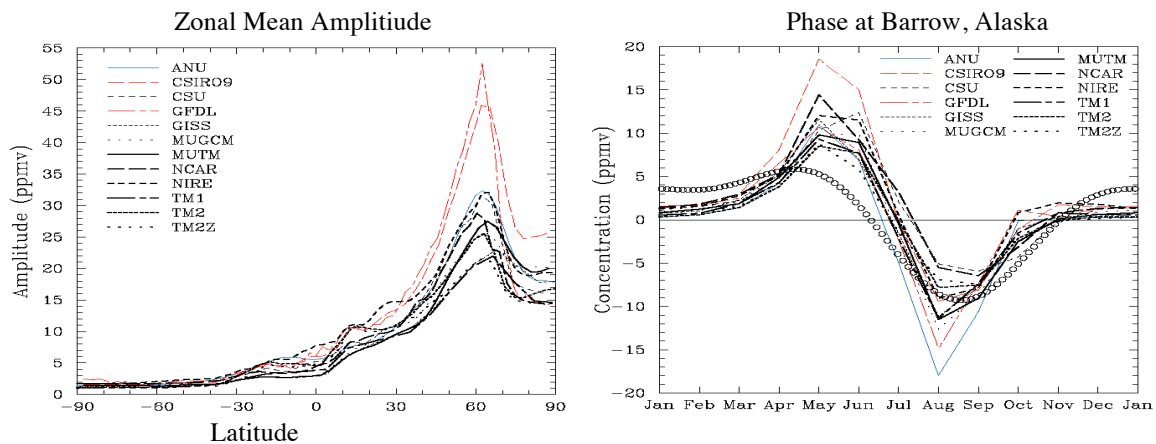 Zonal Mean Amplitiude
Amplitude (ppmv)
55
50
45
40
35
30
25
20
15
10
5
0
ANU
CSIRO9
CSU
GFDL
GISS
MUGCM
MUTM
NCAR
NIRE
TM1
TM2
TM2Z
−90 −60 −30 0 30 60 90
Latitude
Phase at Barrow, Alaska
Concentration (ppmv)
20
15
10
5
0
−5
−10
−15
−20
ANU
CSIRO9
CSU
GFDL
GISS
MUGCM
MUTM
NCAR
NIRE
TM1
TM2
TM2Z
Jan Feb Mar Apr May Jun Jul Aug Sep Oct Nov Dec Jan